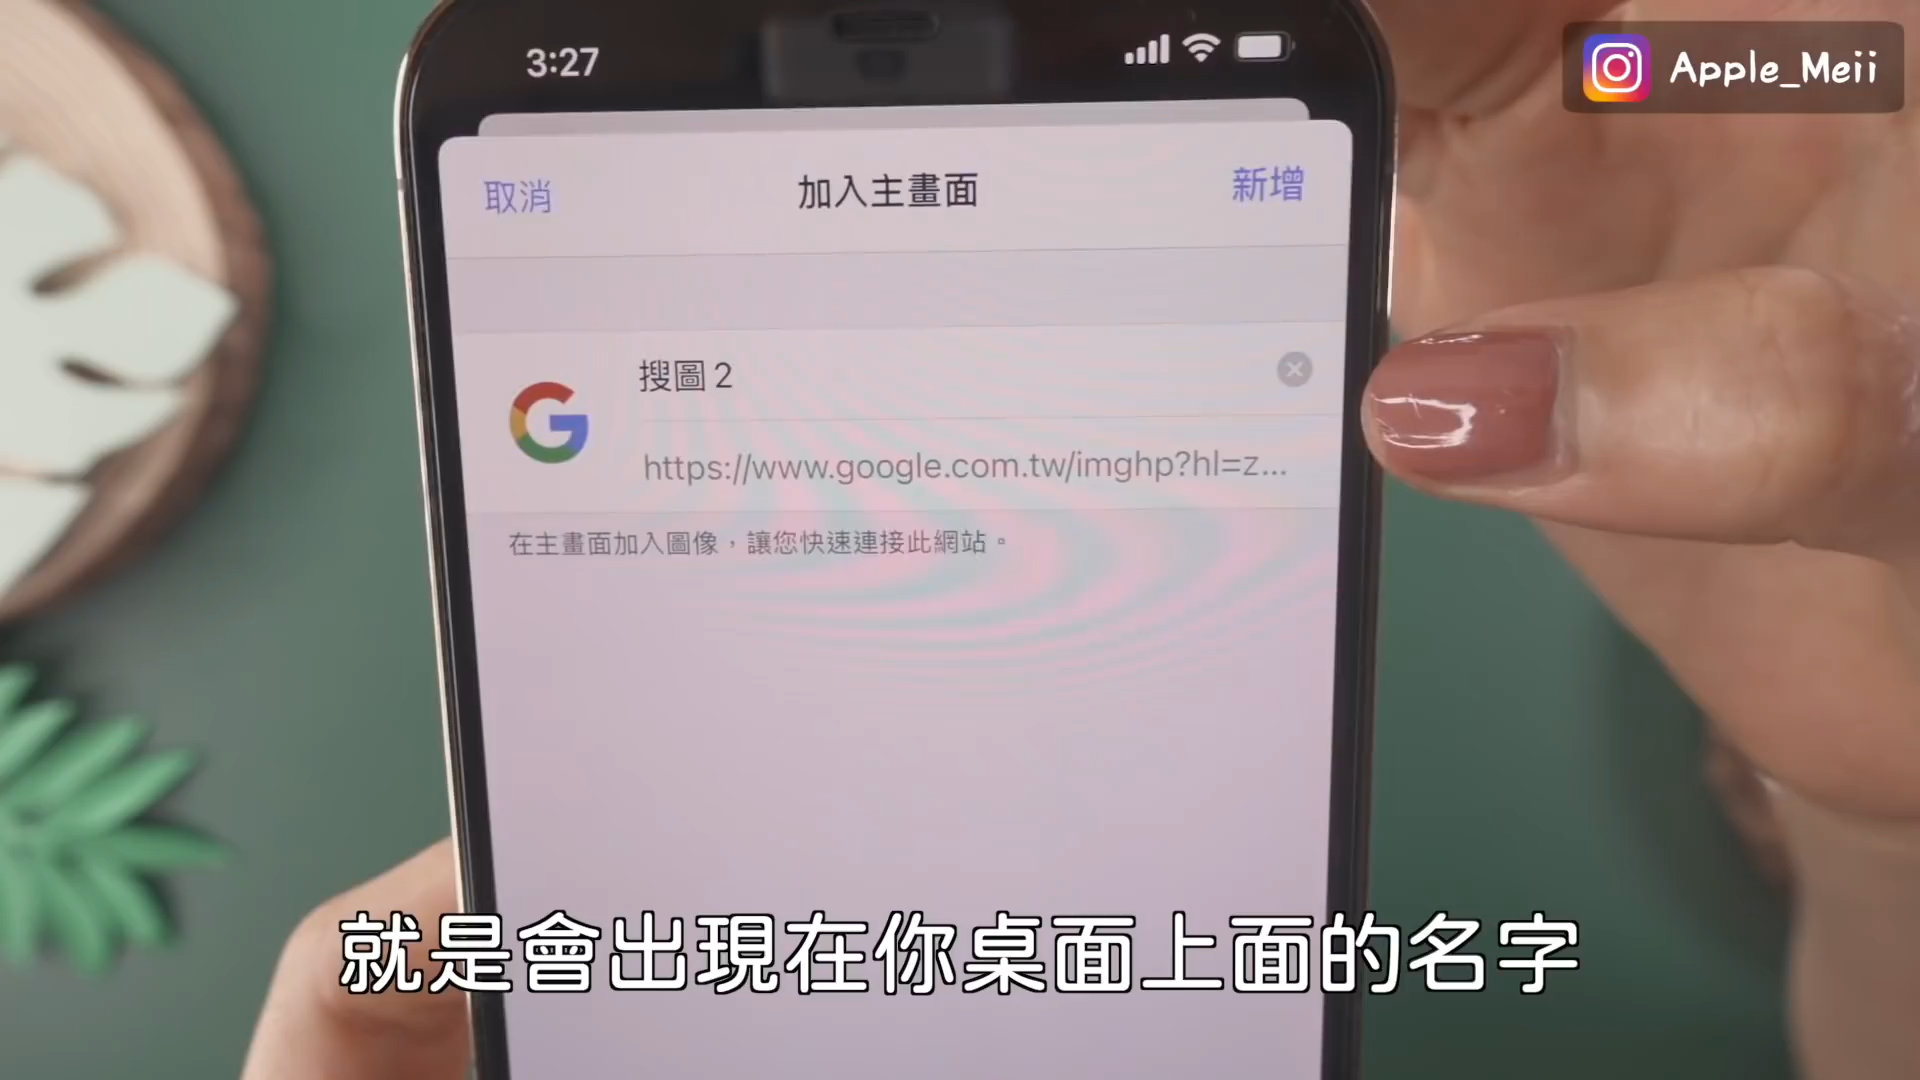 3:27
Apple_Meii
取消
加入主畫面
新增
搜圖 2
https://www.google.com.tw/imghp?hl=z...
在主畫面加入圖像，讓您快速連接此網站。
就是會出現在你桌面上面的名字